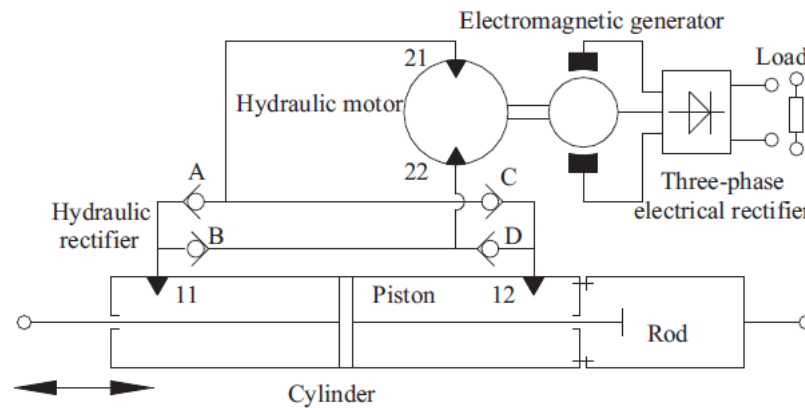 Electromagnetic generator
21
Load
Hydraulic motor
22
A
C
Three-phase
electrical rectifier
Hydraulic
rectifier
B
D
11
Piston
12
Rod
Cylinder